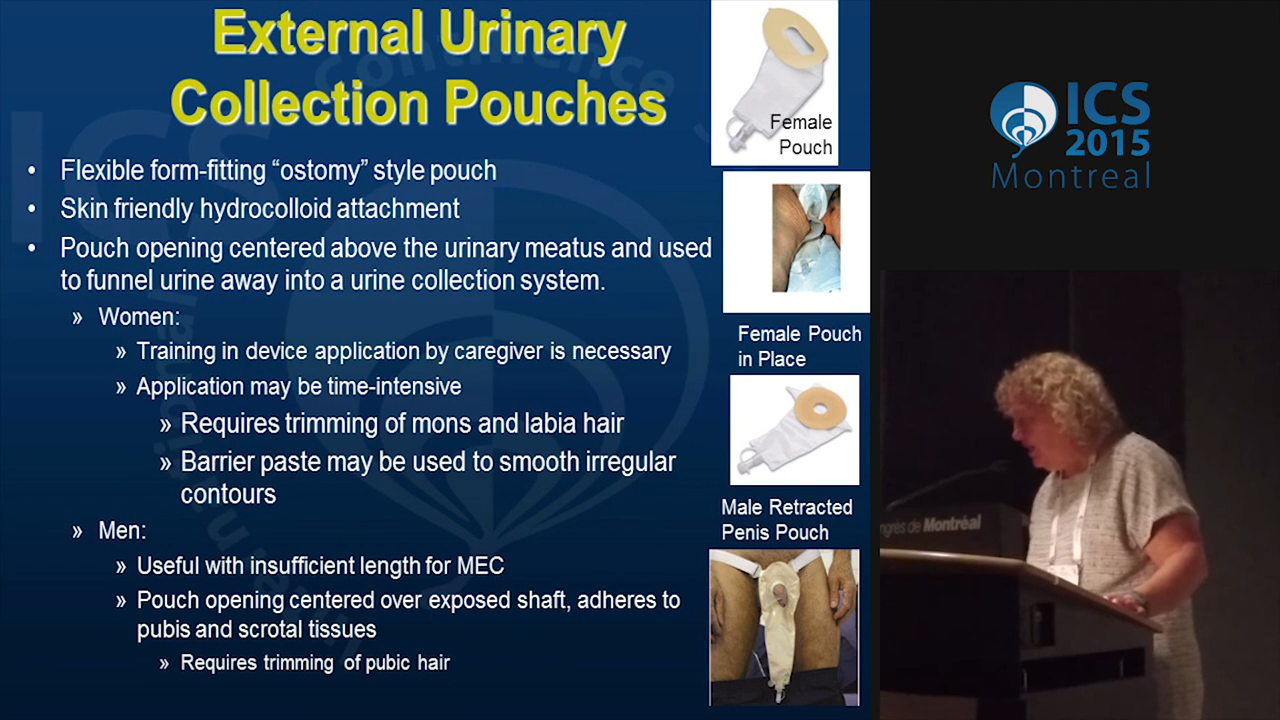 External Urinary
Collection Pouches
• Flexible form-fitting “ostomy” style pouch
• Skin friendly hydrocolloid attachment
• Pouch opening centered above the urinary meatus and used
to funnel urine away into a urine collection system.
» Women:
» Training in device application by caregiver is necessary
» Application may be time-intensive
» Requires trimming of mons and labia hair
» Barrier paste may be used to smooth irregular
contours
» Men:
» Useful with insufficient length for MEC
» Pouch opening centered over exposed shaft, adheres to
pubis and scrotal tissues
» Requires trimming of pubic hair
Female
Pouch
Female Pouch
in Place
Male Retracted
Penis Pouch
ICS
2015
Montreal
ngrès de Montréal
ICS
Continence